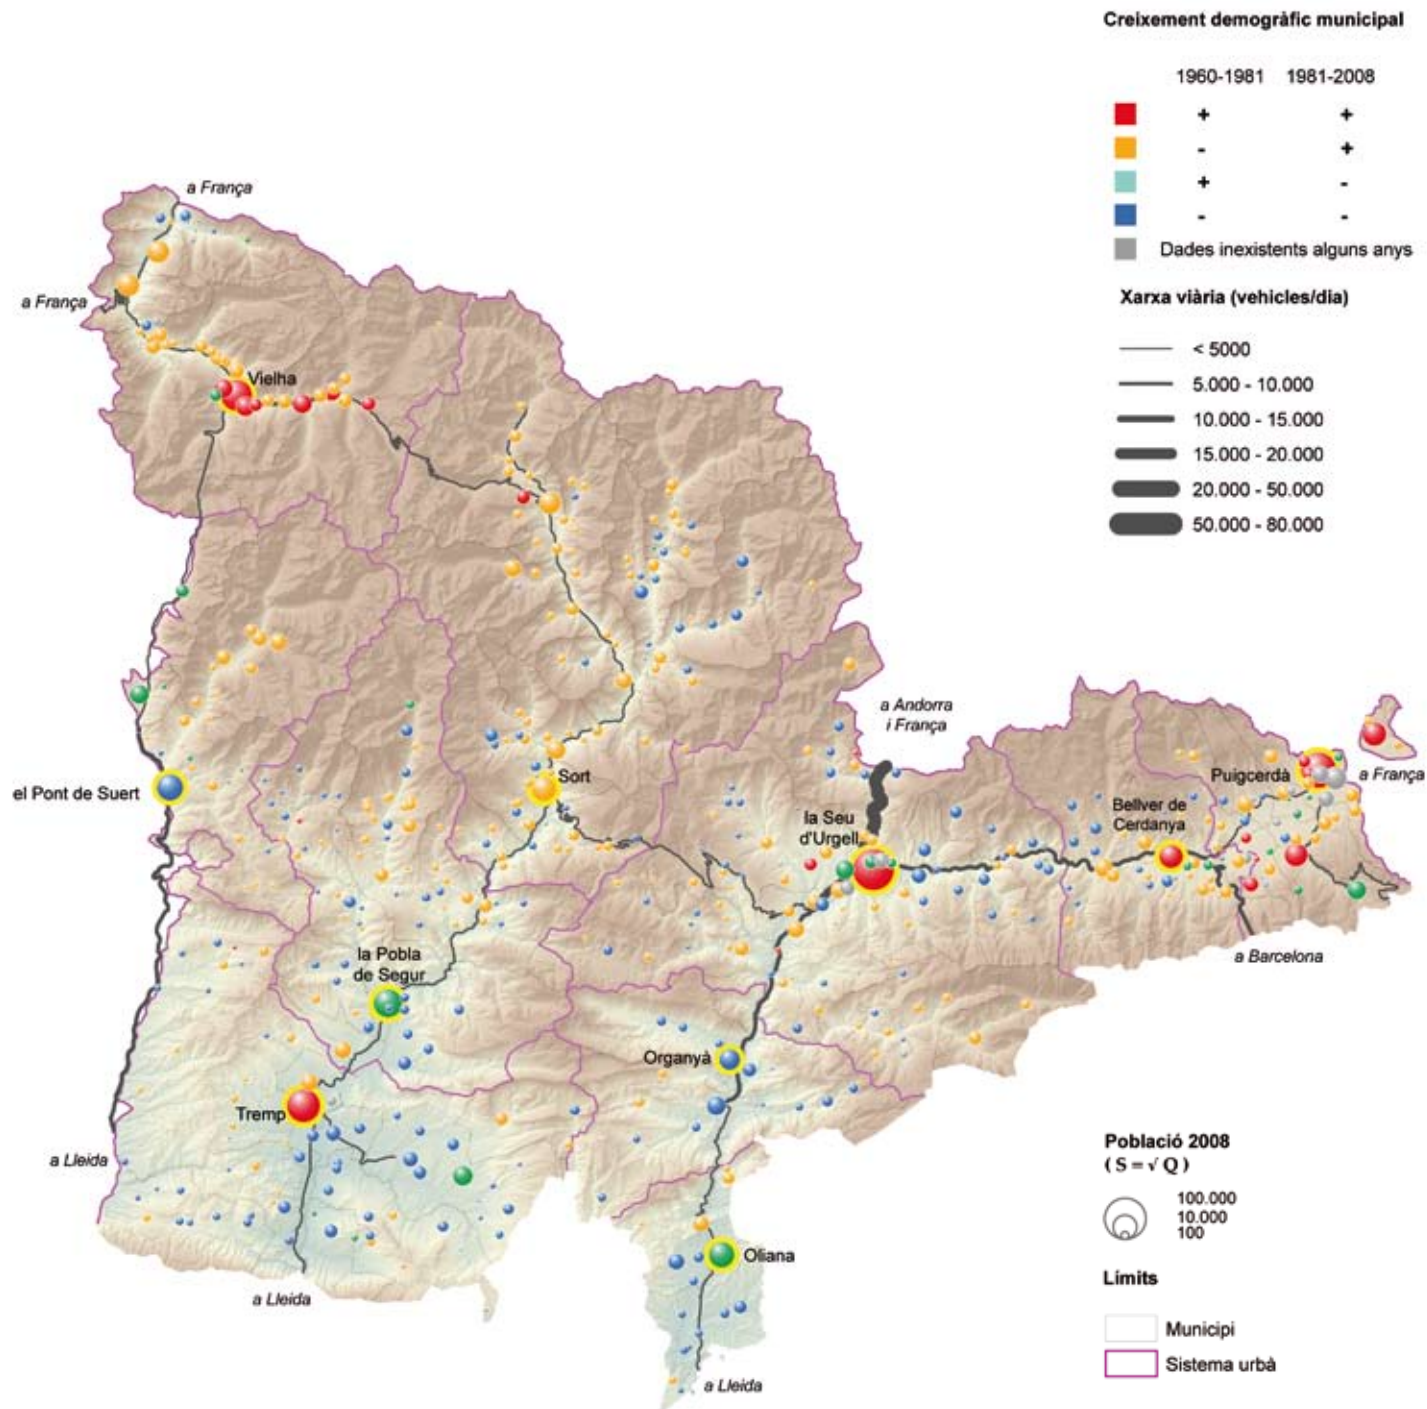 Creixement demogràfic municipal
1960-1981 1981-2008
+ +
- +
+ -
- -
Dades inexistents alguns anys
Xarxa viària (vehicles/dia)
< 5000
5.000 - 10.000
10.000 - 15.000
15.000 - 20.000
20.000 - 50.000
50.000 - 80.000
a França
a França
Vielha
a Andorra
i França
el Pont de Suert
Sort
la Seu
d'Urgell
Bellver de
Cerdanya
Puigcerdà
a França
a Barcelona
la Pobla
de Segur
Organyà
Tremp
a Lleida
a Lleida
Oliana
a Lleida
Població 2008
( S = √ Q )
100.000
10.000
100
Límits
Municipi
Sistema urbà